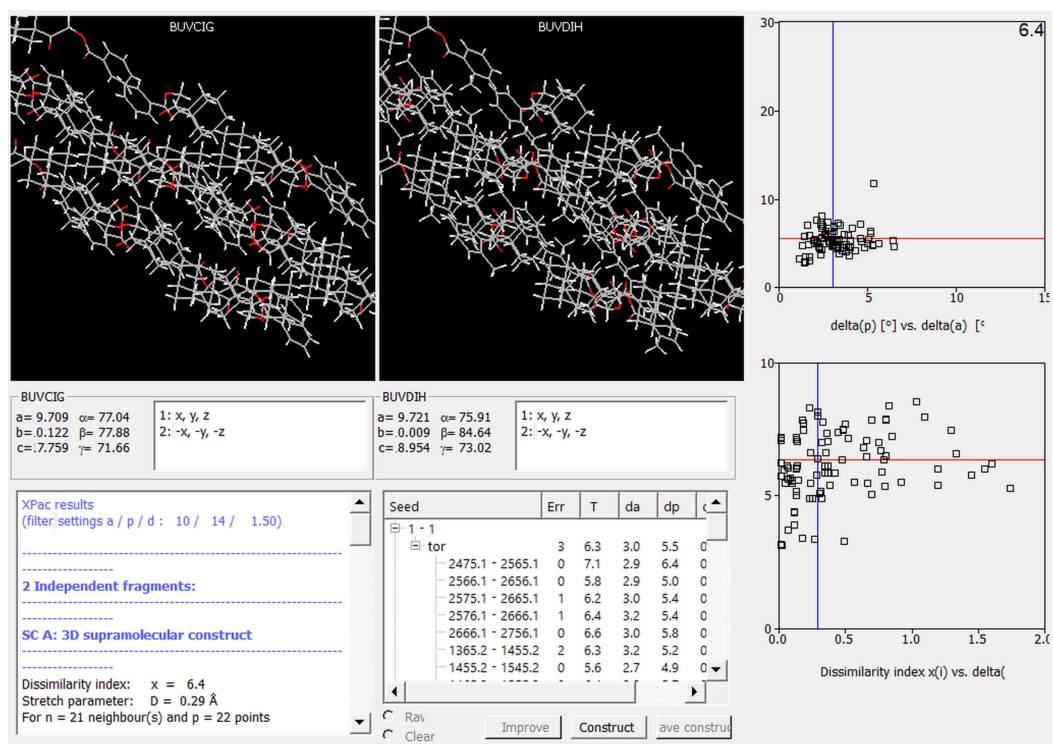 BUVCIG
BUVDIH
30
6.4
20
10
0
0
5
10
15
delta(p) [°] vs. delta(a) [°
BUVCIG
a= 9.709 α= 77.04
b= .0.122 β= 77.88
c= 17.759 γ= 71.66
1: x, y, z
2: -x, -y, -z
BUVDIH
a= 9.721 α= 75.91
b= .0.009 β= 84.64
c= .8.954 γ= 73.02
1: x, y, z
2: -x, -y, -z
10
5
0
0.0
0.5
1.0
1.5
2.0
Dissimilarity index x(i) vs. delta(
XPac results
(filter settings a / p / d : 10 / 14 / 1.50)
------------------------------------------------------
-----------------
2 Independent fragments:
------------------------------------------------------
-----------------
SC A: 3D supramolecular construct
------------------------------------------------------
-----------------
Dissimilarity index: x = 6.4
Stretch parameter: D = 0.29 Å
For n = 21 neighbour(s) and p = 22 points
Seed Err T da dp
1 - 1
tor 3 6.3 3.0 5.5 0
2475.1 - 2565.1 0 7.1 2.9 6.4 0
2566.1 - 2656.1 0 5.8 2.9 5.0 0
2575.1 - 2665.1 1 6.2 3.0 5.4 0
2576.1 - 2666.1 1 6.4 3.2 5.4 0
2666.1 - 2756.1 0 6.6 3.0 5.8 0
1365.2 - 1455.2 2 6.3 3.2 5.2 0
1455.2 - 1545.2 0 5.6 2.7 4.9 0
Rav
Clear
Improve
Construct
ave construc